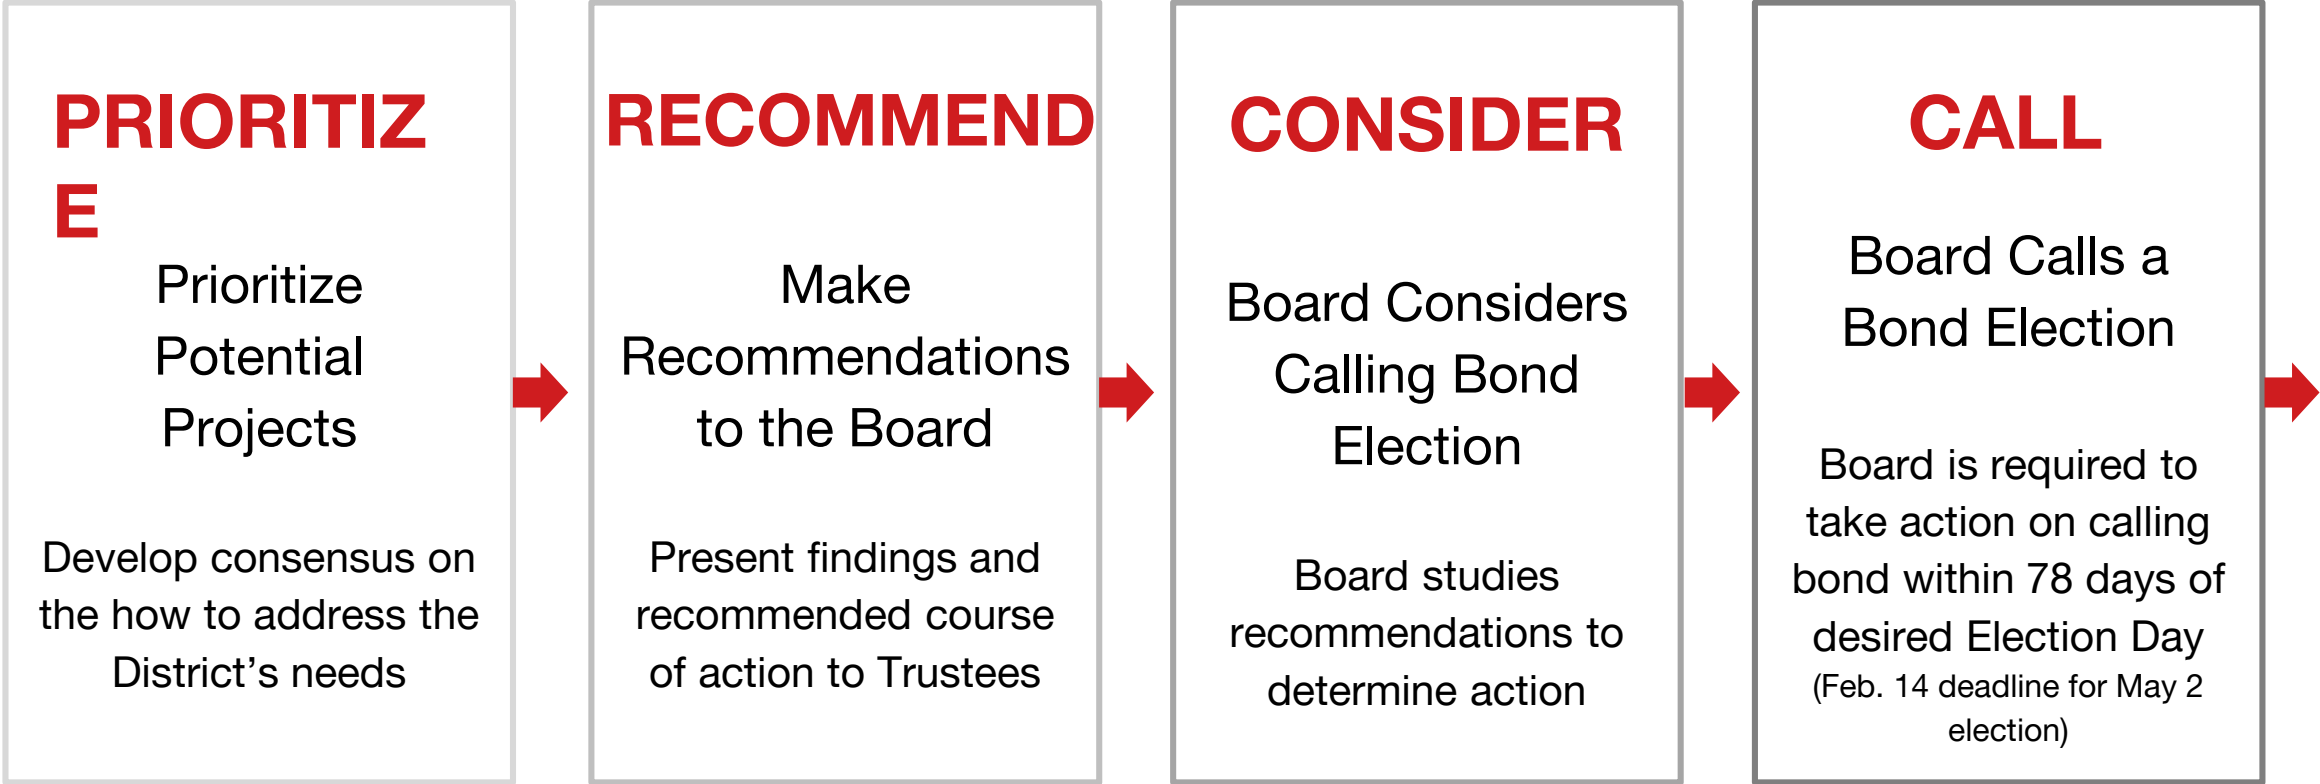 PRIORITIZ
E
Prioritize
Potential
Projects
Develop consensus on
the how to address the
District’s needs
RECOMMEND
Make
Recommendations
to the Board
Present findings and
recommended course
of action to Trustees
CONSIDER
Board Considers
Calling Bond
Election
Board studies
recommendations to
determine action
CALL
Board Calls a
Bond Election
Board is required to
take action on calling
bond within 78 days of
desired Election Day
(Feb. 14 deadline for May 2
election)